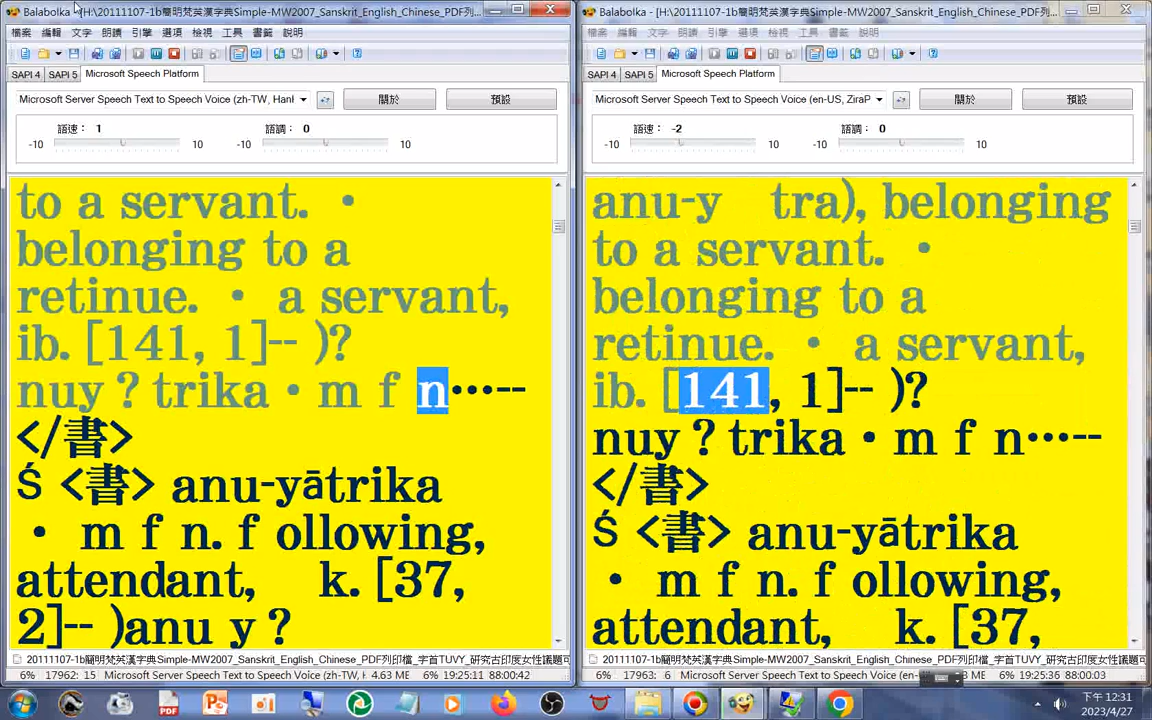 Balabolka - [H:\20111107-1b簡明梵英漢字典Simple-MW2007_Sanskrit_English_Chinese_PDF列...
檔案 編輯 文字 朗讀 引擎 選項 檢視 工具 書籤 說明
SAPI 4 SAPI 5 Microsoft Speech Platform
Microsoft Server Speech Text to Speech Voice (zh-TW, Hanl
關於 預設
語速： 1 語調： 0
-10 10 -10 10
to a servant. •
belonging to a
retinue. • a servant,
ib. [141, 1]-- )?
nuy ? trika • m f n…--
</書>
Ś <書> anu-yātrika
• m f n. f ollowing,
attendant, k. [37,
2]-- )anu y ?
20111107-1b簡明梵英漢字典Simple-MW2007_Sanskrit_English_Chinese_PDF列印檔_字首TUVY_研究古印度女性議題可
6% 17962: 15 Microsoft Server Speech Text to Speech Voice (zh-TW, H 4.63 ME 6% 19:25:11 88:00:42
Balabolka - [H:\20111107-1b簡明梵英漢字典Simple-MW2007_Sanskrit_English_Chinese_PDF列...
檔案 編輯 文字 朗讀 引擎 選項 檢視 工具 書籤 說明
SAPI 4 SAPI 5 Microsoft Speech Platform
Microsoft Server Speech Text to Speech Voice (en-US, ZiraP
關於 預設
語速： -2 語調： 0
-10 10 -10 10
anu-y tra), belonging
to a servant. •
belonging to a
retinue. • a servant,
ib. [141, 1]-- )?
nuy ? trika • m f n…--
</書>
Ś <書> anu-yātrika
• m f n. f ollowing,
attendant, k. [37,
20111107-1b簡明梵英漢字典Simple-MW2007_Sanskrit_English_Chinese_PDF列印檔_字首TUVY_研究古印度女性議題可
6% 17963: 6 Microsoft Server Speech Text to Speech Voice (en-US, Z 3 ME 6% 19:25:36 88:00:03
下午 12:31
2023/4/27